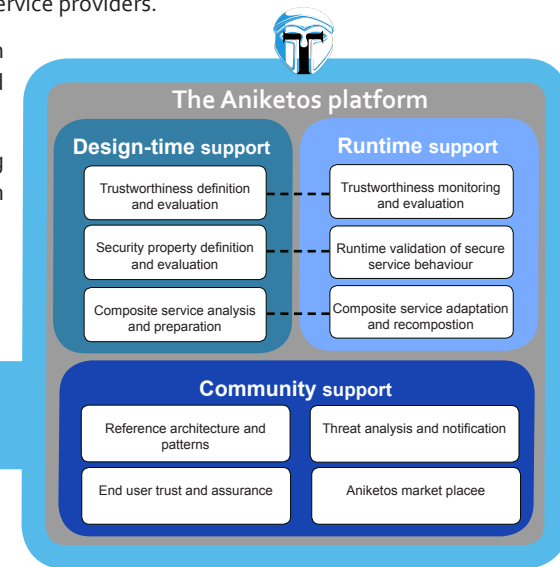 ervice providers.
n
l
g
n
The Aniketos platform
Design-time support
Trustworthiness definition
and evaluation
Security property definition
and evaluation
Composite service analysis
and preparation
Runtime support
Trustworthiness monitoring
and evaluation
Runtime validation of secure
service behaviour
Composite service adaptation
and recompostion
Community support
Reference architecture and
patterns
Threat analysis and notification
End user trust and assurance
Aniketos market placee